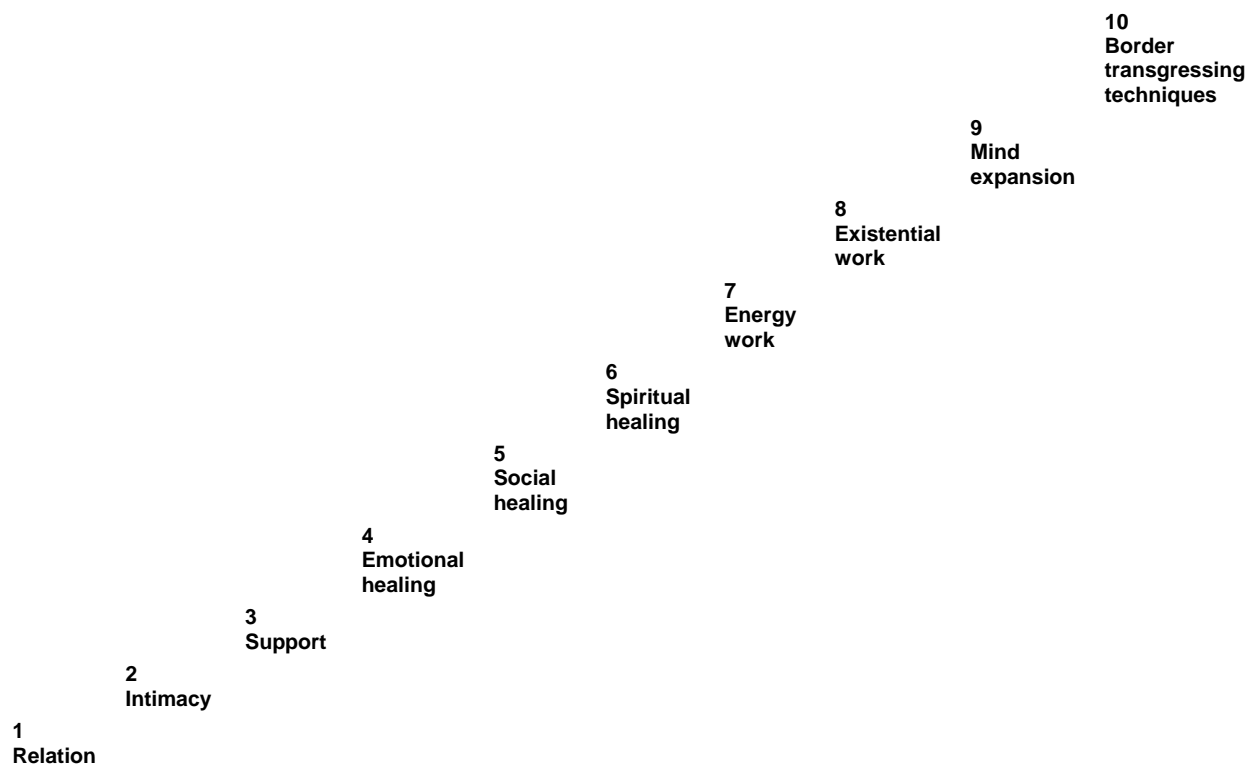 10
Border
transgressing
techniques
9
Mind
expansion
8
Existential
work
7
Energy
work
6
Spiritual
healing
5
Social
healing
4
Emotional
healing
3
Support
2
Intimacy
1
Relation